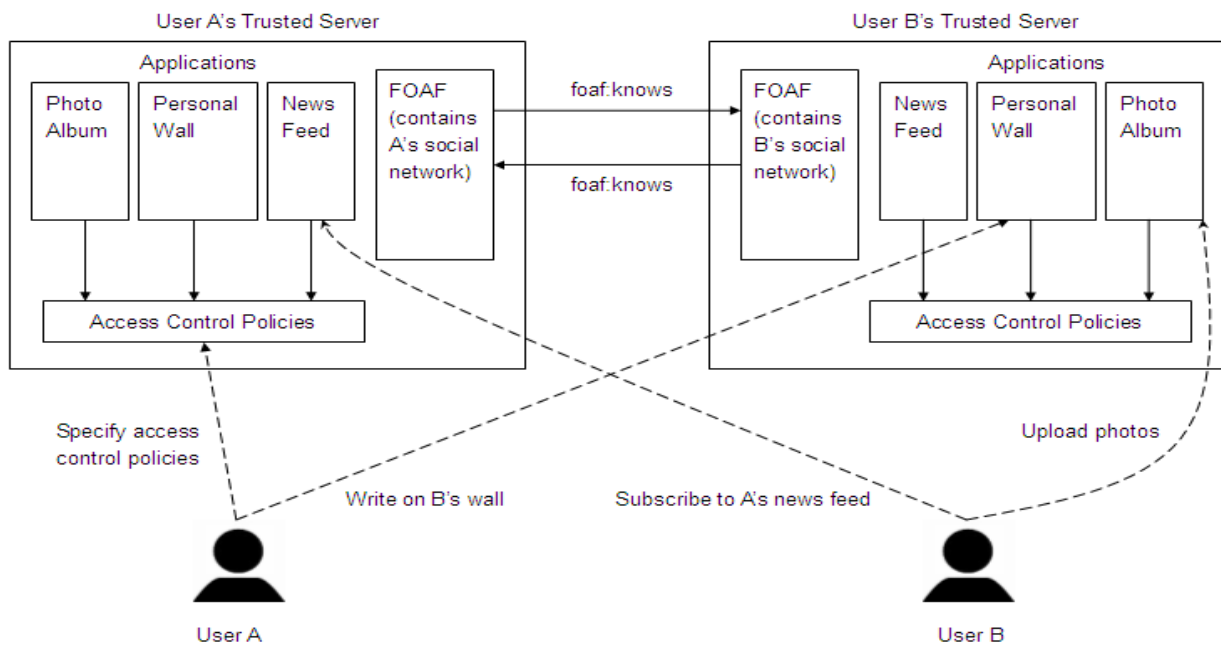 User A's Trusted Server
User B's Trusted Server
Applications
Photo
Album
Personal
Wall
News
Feed
FOAF
(contains
A's social
network)
foaf:knows
foaf:knows
FOAF
(contains
B's social
network)
Applications
News
Feed
Personal
Wall
Photo
Album
Access Control Policies
Access Control Policies
Specify access
control policies
Write on B's wall
Subscribe to A's news feed
Upload photos
User A
User B